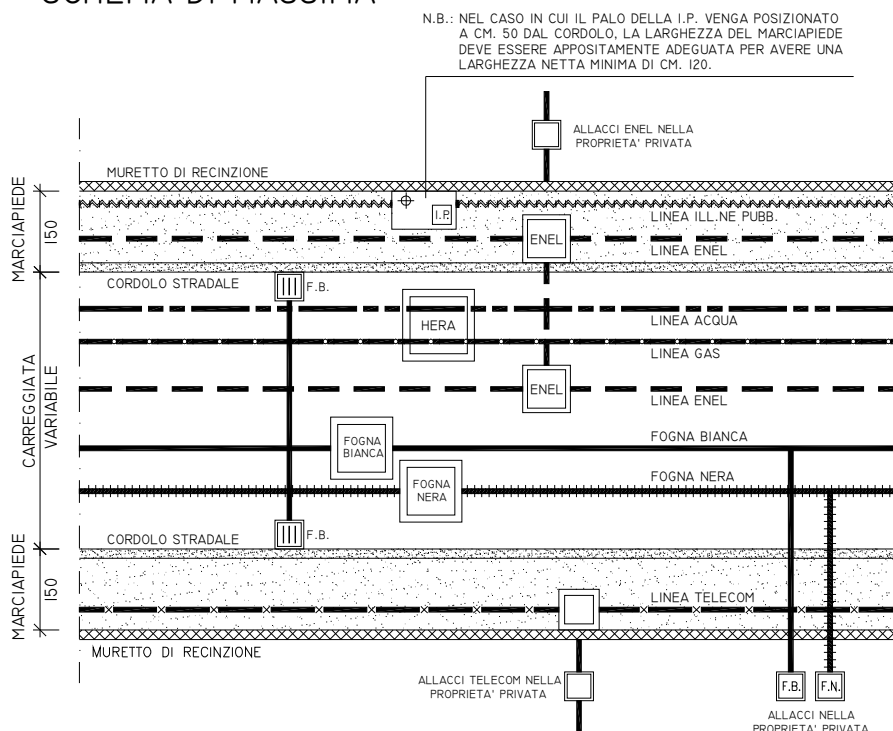 SCHEMA DI MASSIMA
N.B.: NEL CASO IN CUI IL PALO DELLA I.P. VENGA POSIZIONATO
A CM. 50 DAL CORDOLO, LA LARGHEZZA DEL MARCIAPIEDE
DEVE ESSERE APPOSITAMENTE ADEGUATA PER AVERE UNA
LARGHEZZA NETTA MINIMA DI CM. 120.
ALLACCI ENEL NELLA
PROPRIETA' PRIVATA
MURETTO DI RECINZIONE
MARCIAPIEDE
150
I.P.
LINEA ILL.NE PUBB.
ENEL
LINEA ENEL
CORDOLO STRADALE
F.B.
HERA
LINEA ACQUA
LINEA GAS
CARREGGIATA
VARIABILE
ENEL
LINEA ENEL
FOGNA
BIANCA
FOGNA BIANCA
FOGNA
NERA
FOGNA NERA
CORDOLO STRADALE
F.B.
MARCIAPIEDE
150
LINEA TELECOM
MURETTO DI RECINZIONE
ALLACCI TELECOM NELLA
PROPRIETA' PRIVATA
F.B.
F.N.
ALLACCI NELLA
PROPRIETA' PRIVATA